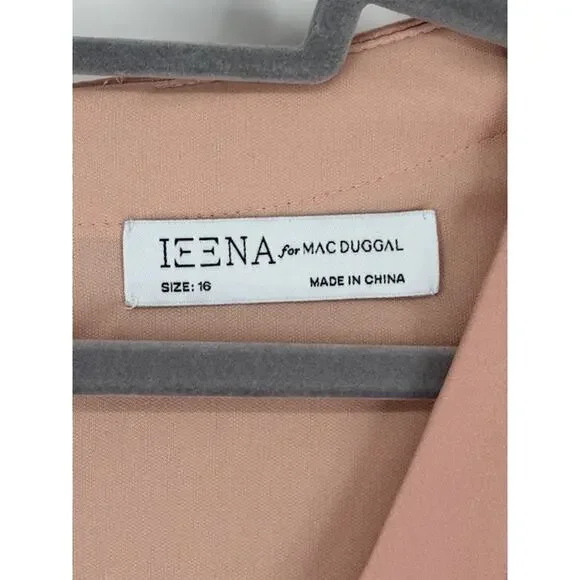 IEENA for MAC DUGGAL
SIZE: 16 MADE IN CHINA